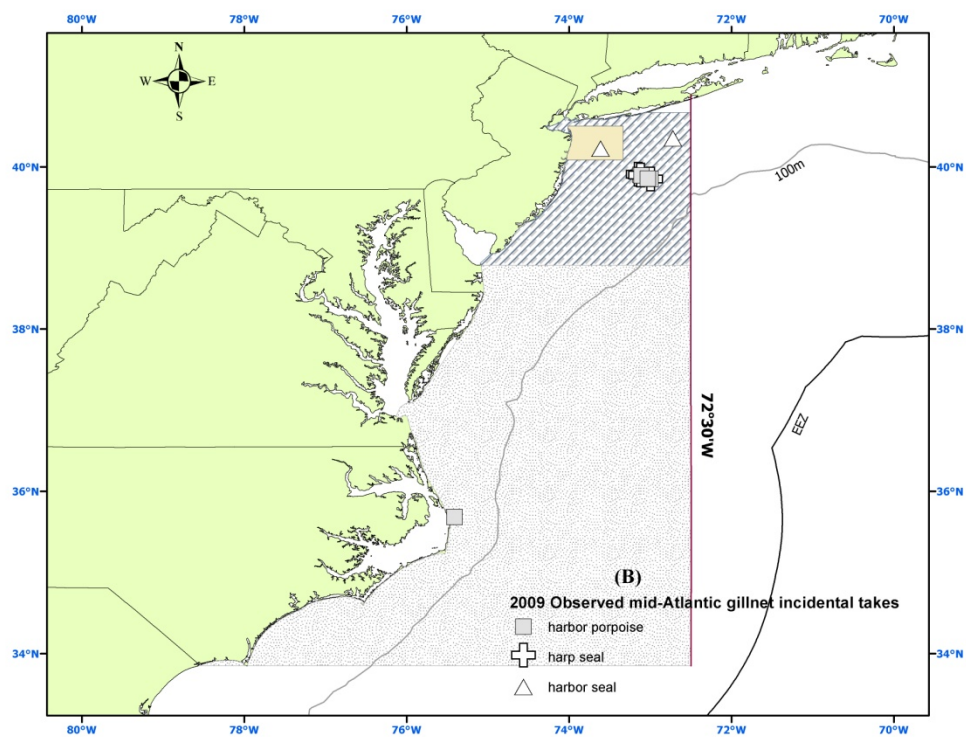 80°W 78°W 76°W 74°W 72°W 70°W
N
W E
S
40°N 40°N
100m
38°N 38°N
72°30'W
EEZ
36°N 36°N
(B)
2009 Observed mid-Atlantic gillnet incidental takes
harbor porpoise
harp seal
34°N 34°N
harbor seal
80°W 78°W 76°W 74°W 72°W 70°W